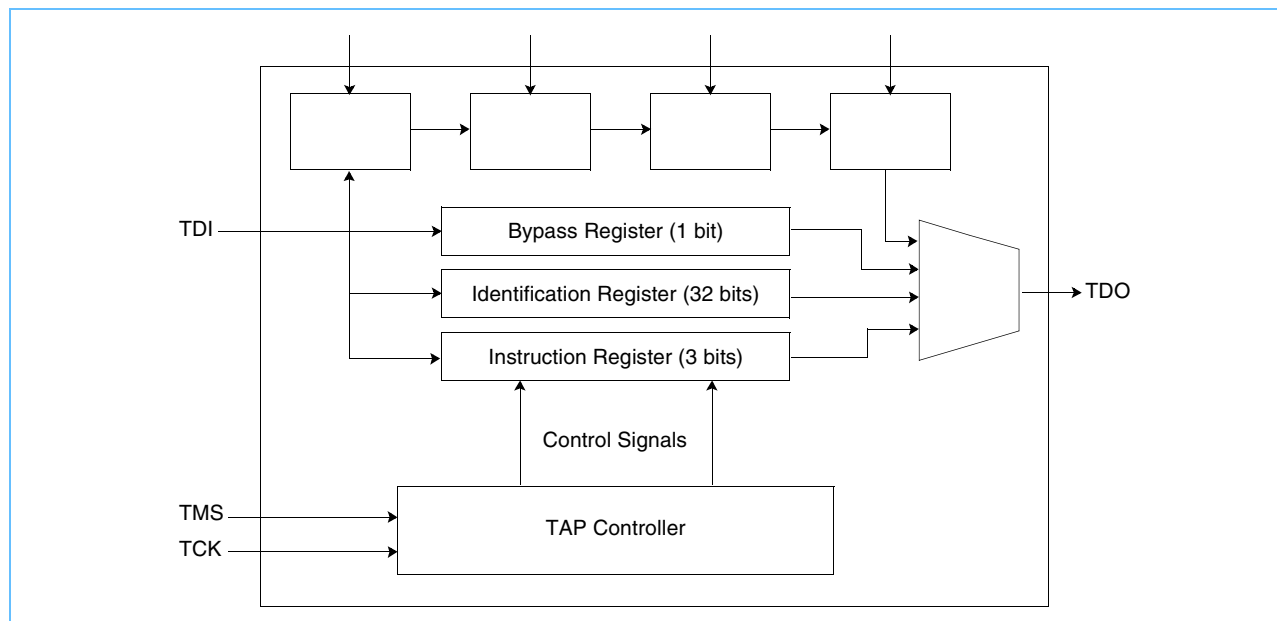 TDI
Bypass Register (1 bit)
Identification Register (32 bits)
TDO
Instruction Register (3 bits)
Control Signals
TMS
TAP Controller
TCK